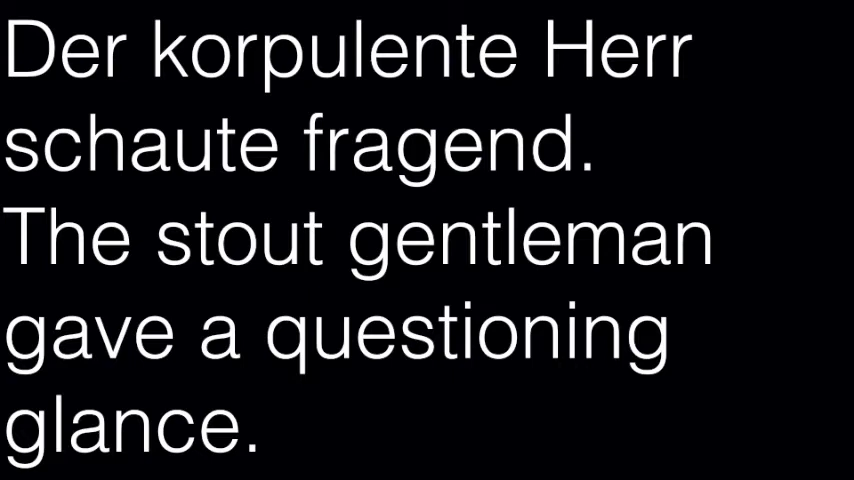 Der korpulente Herr
schaute fragend.
The stout gentleman
gave a questioning
glance.